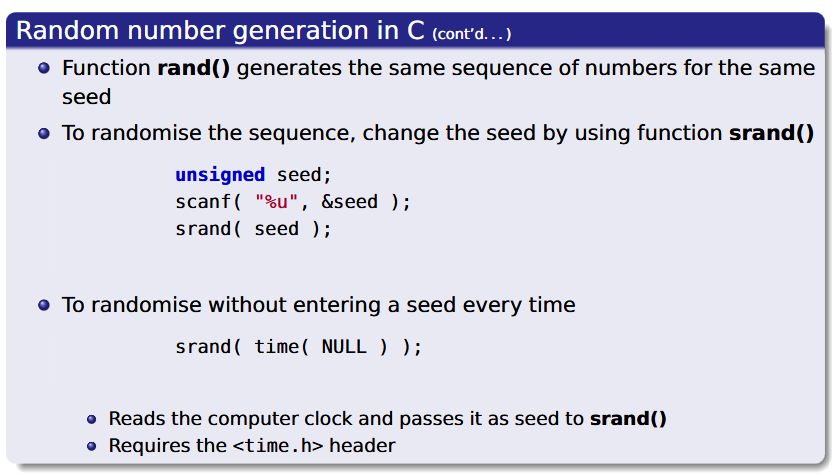 Random number generation in C (cont'd...)
Function rand() generates the same sequence of numbers for the same
seed
To randomise the sequence, change the seed by using function srand()
unsigned seed;
scanf( "%u", &seed );
srand( seed );
To randomise without entering a seed every time
srand( time( NULL ) );
Reads the computer clock and passes it as seed to srand()
Requires the <time.h> header